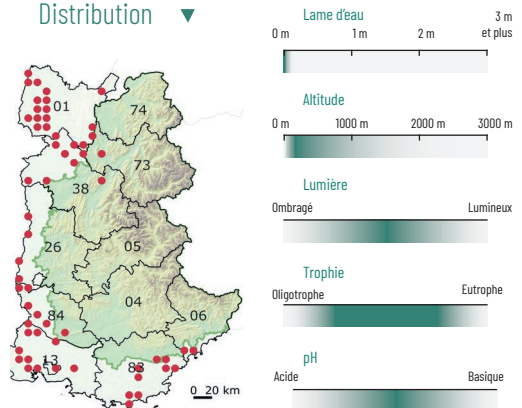 Distribution ▼
01
74
73
38
26
05
04
06
84
13
83
0 20 km
Lame d'eau
0 m 1 m 2 m 3 m et plus
Altitude
0 m 1000 m 2000 m 3000 m
Lumière
Ombragé Lumineux
Trophie
Oligotrophe Eutrophe
pH
Acide Basique